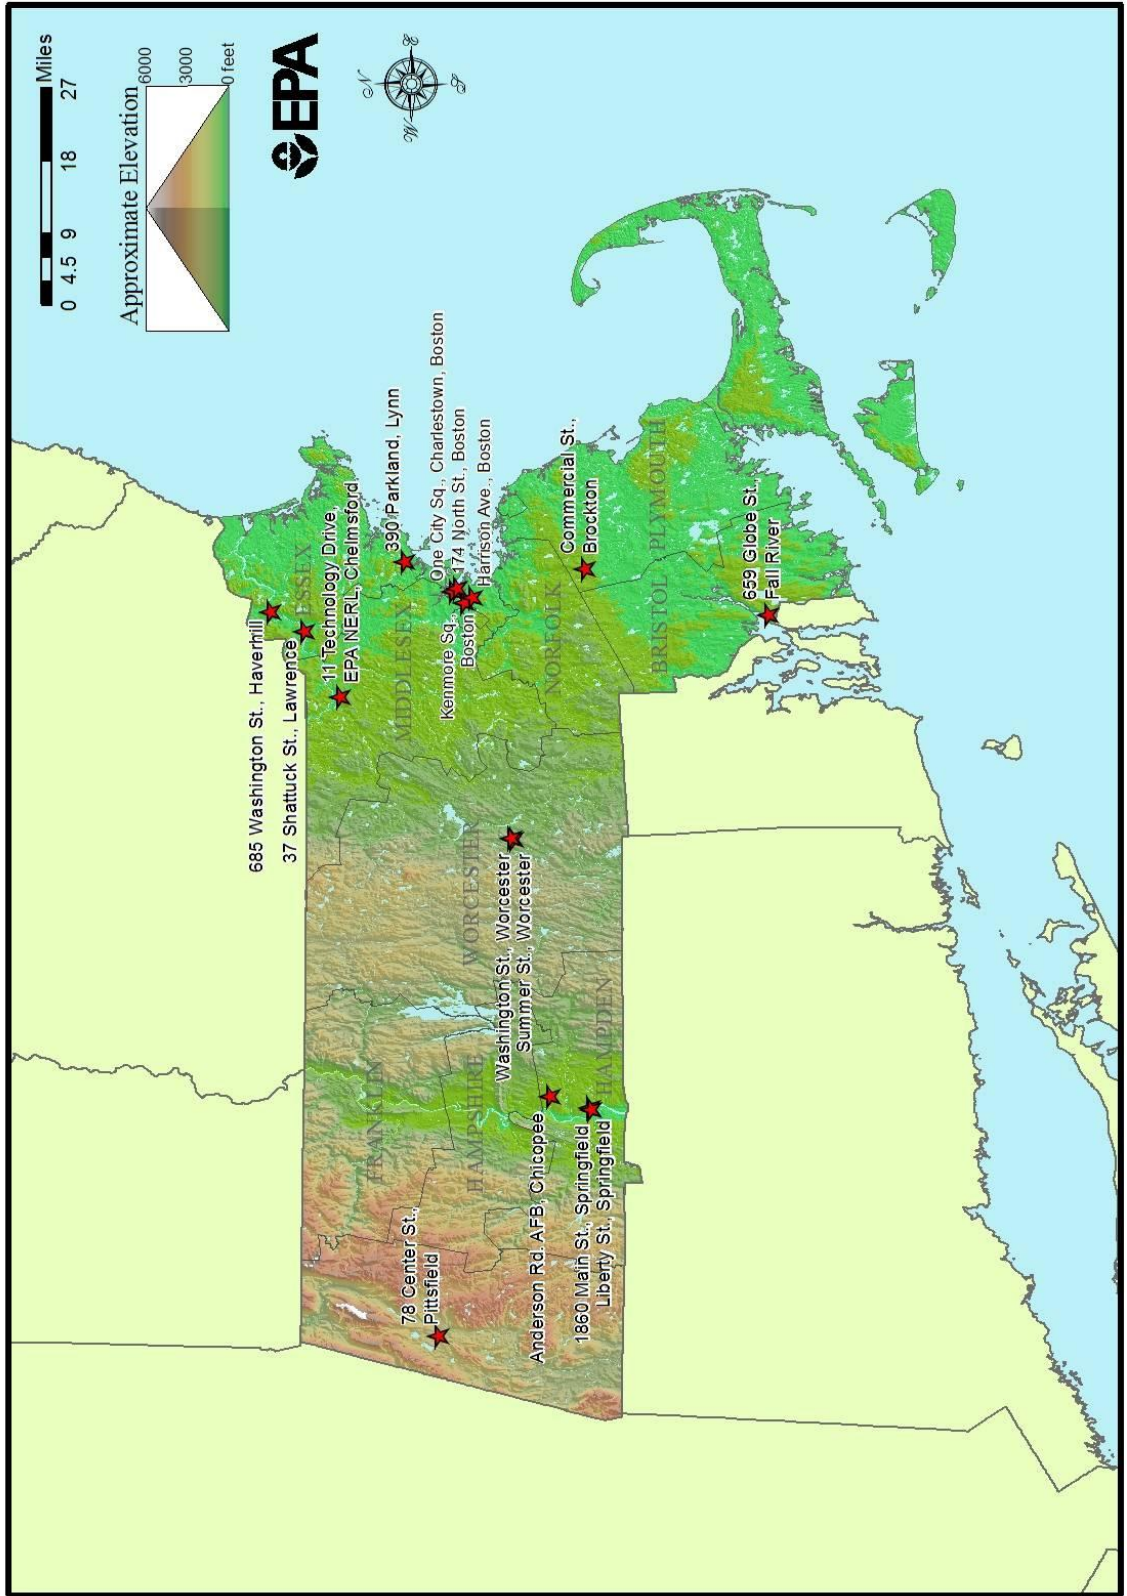 0 4.5 9 18 27 Miles
Approximate Elevation
6000
3000
0 feet
EPA
N
E
S
W
685 Washington St., Haverhill
37 Shattuck St., Lawrence
11 Technology Drive,
EPA NERL, Chelmsford
390 Parkland, Lynn
One City Sq., Charlestown, Boston
174 North St., Boston
Harrison Ave., Boston
Kenmore Sq.,
Boston
Commercial St.,
Brockton
659 Globe St.,
Fall River
Washington St., Worcester
Summer St., Worcester
78 Center St.,
Pittsfield
Anderson Rd. AFB, Chicopee
1860 Main St., Springfield
Liberty St., Springfield
ESSEX
MIDDLESEX
NORFOLK
BRISTOL
PLYMOUTH
WORCESTER
FRANKLIN
HAMPSHIRE
HAMPDEN